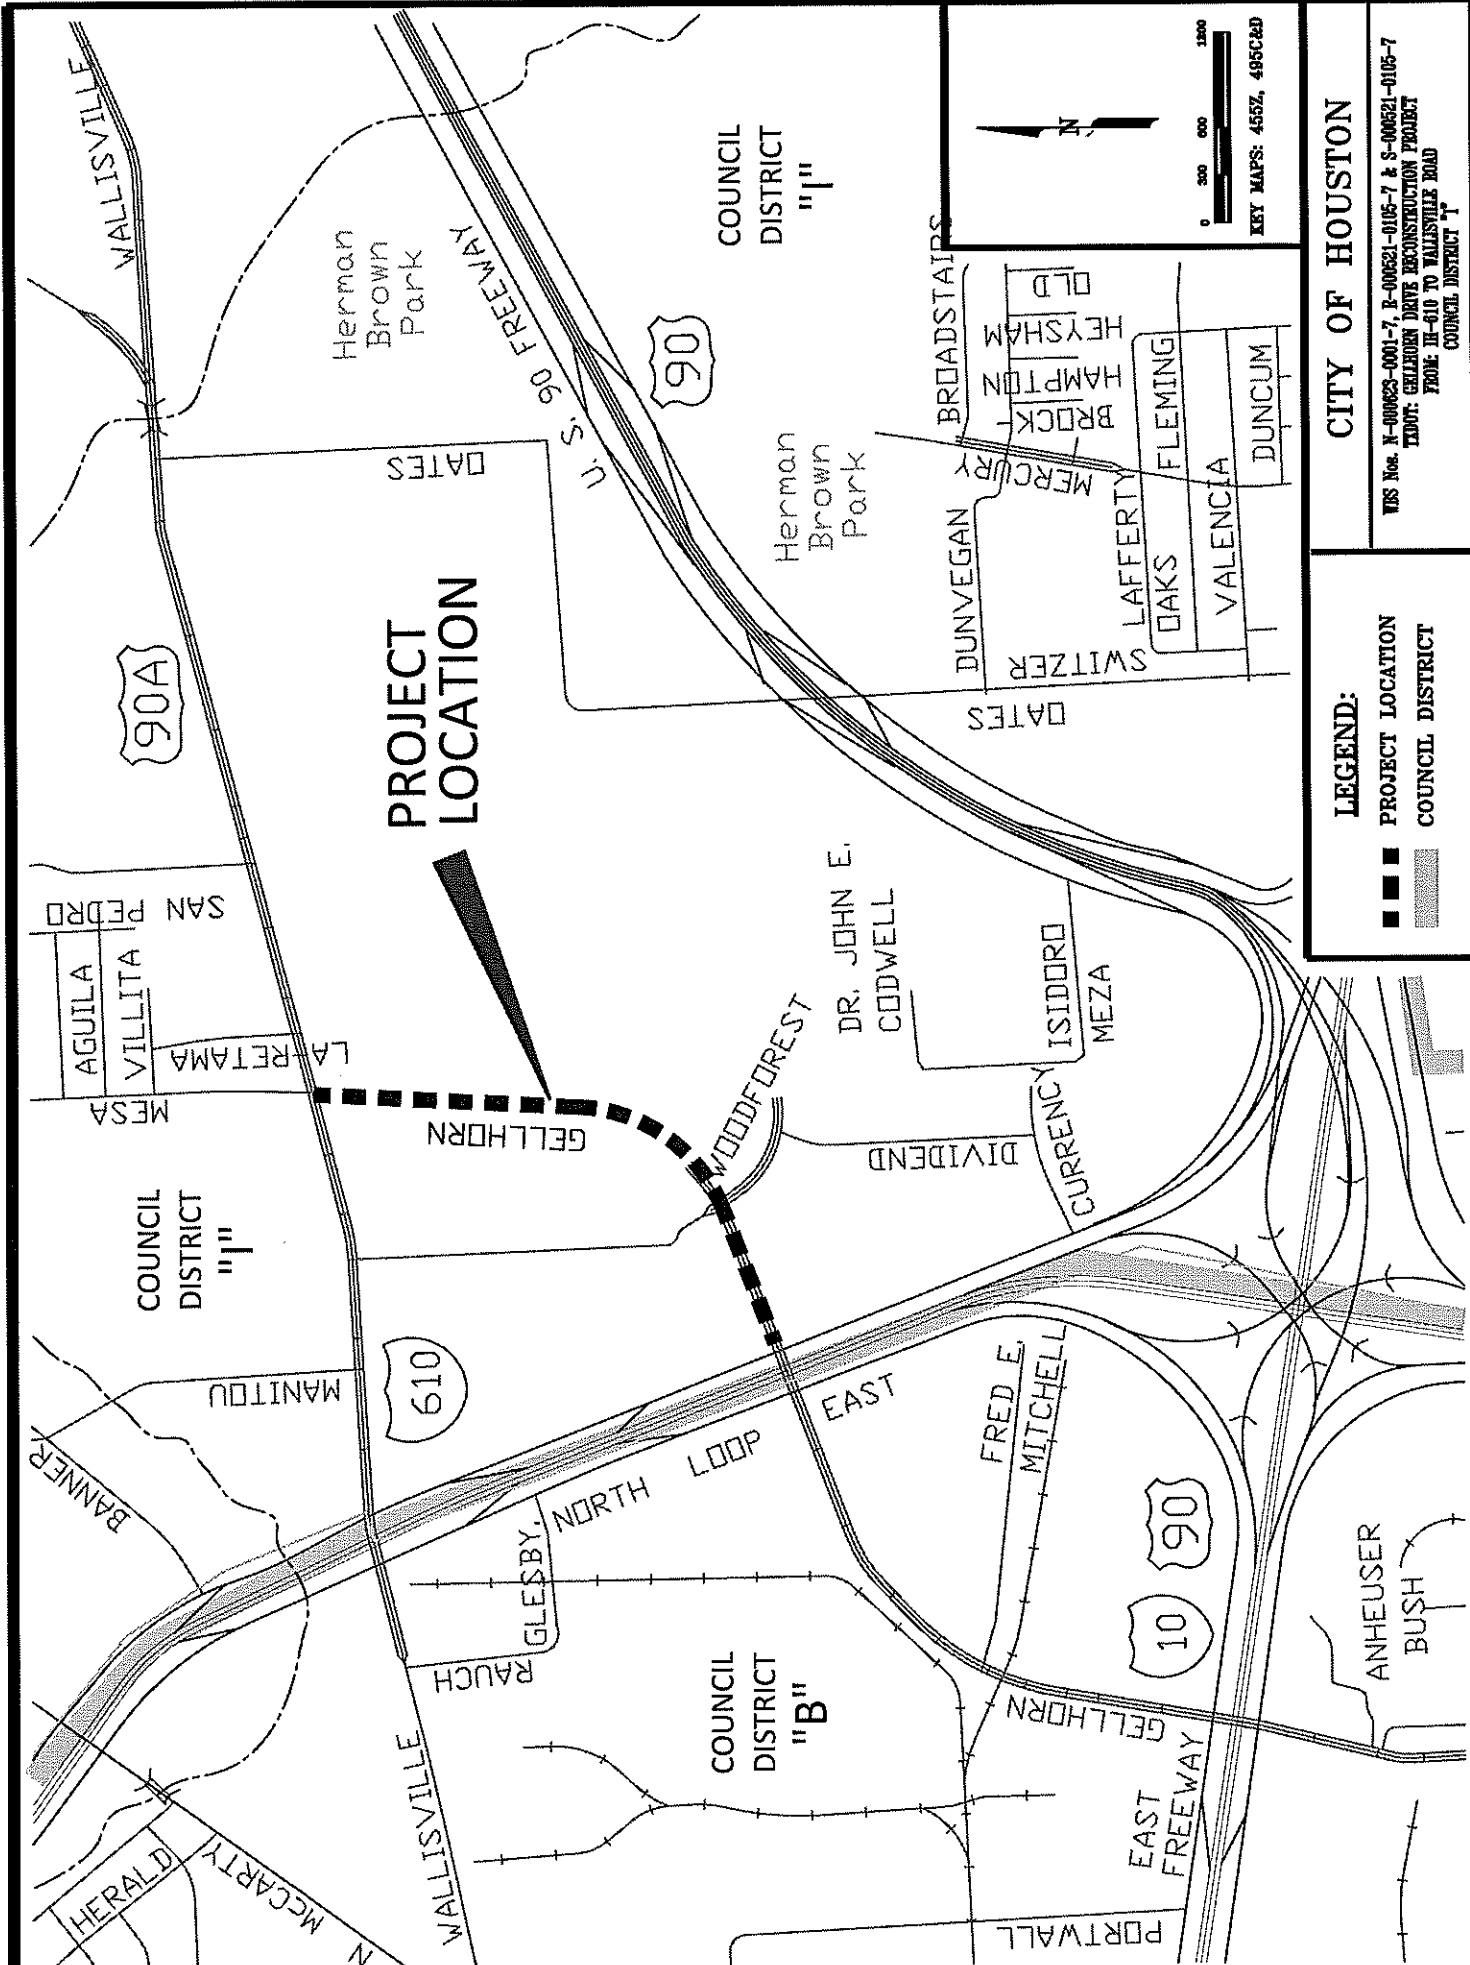 WALLISVILLE
COUNCIL
DISTRICT
"I"
Herman
Brown
Park
U. S. 90 FREEWAY
90
OATES
90A
PROJECT
LOCATION
Herman
Brown
Park
BROADSTAIRS
OLD
HEYSHAM
HAMPTON
BROCK-
MERCURY
DUNVEGAN
LAFFERTY
OAKS
FLEMING
VALENCIA
DUNCUM
SWITZER
OATES
SAN PEDRO
AGUILA
VILLITA
LA-RETAMA
MESA
GELLHORN
WOODFOREST
DR. JOHN E.
CODWELL
ISIDORO
MEZA
DIVIDEND
CURRENCY
COUNCIL
DISTRICT
"I"
MANITOU
610
BANNER
NORTH LOOP EAST
GLESBY.
RAUCH
FRED E.
MITCHELL
COUNCIL
DISTRICT
"B"
WALLISVILLE
HERALD
N McCARTY
10
90
GELLHORN
EAST
FREEWAY
PORTWALL
ANHEUSER
BUSH
N
0 300 600 1200
KEY MAPS: 455Z, 495C&D
CITY OF HOUSTON
WBS Nos. N-000623-0001-7, R-000521-0105-7 & S-000521-0105-7
TXDOT: GELLHORN DRIVE RECONSTRUCTION PROJECT
FROM: IH-610 TO WALLISVILLE ROAD
COUNCIL DISTRICT "I"
LEGEND:
PROJECT LOCATION
COUNCIL DISTRICT